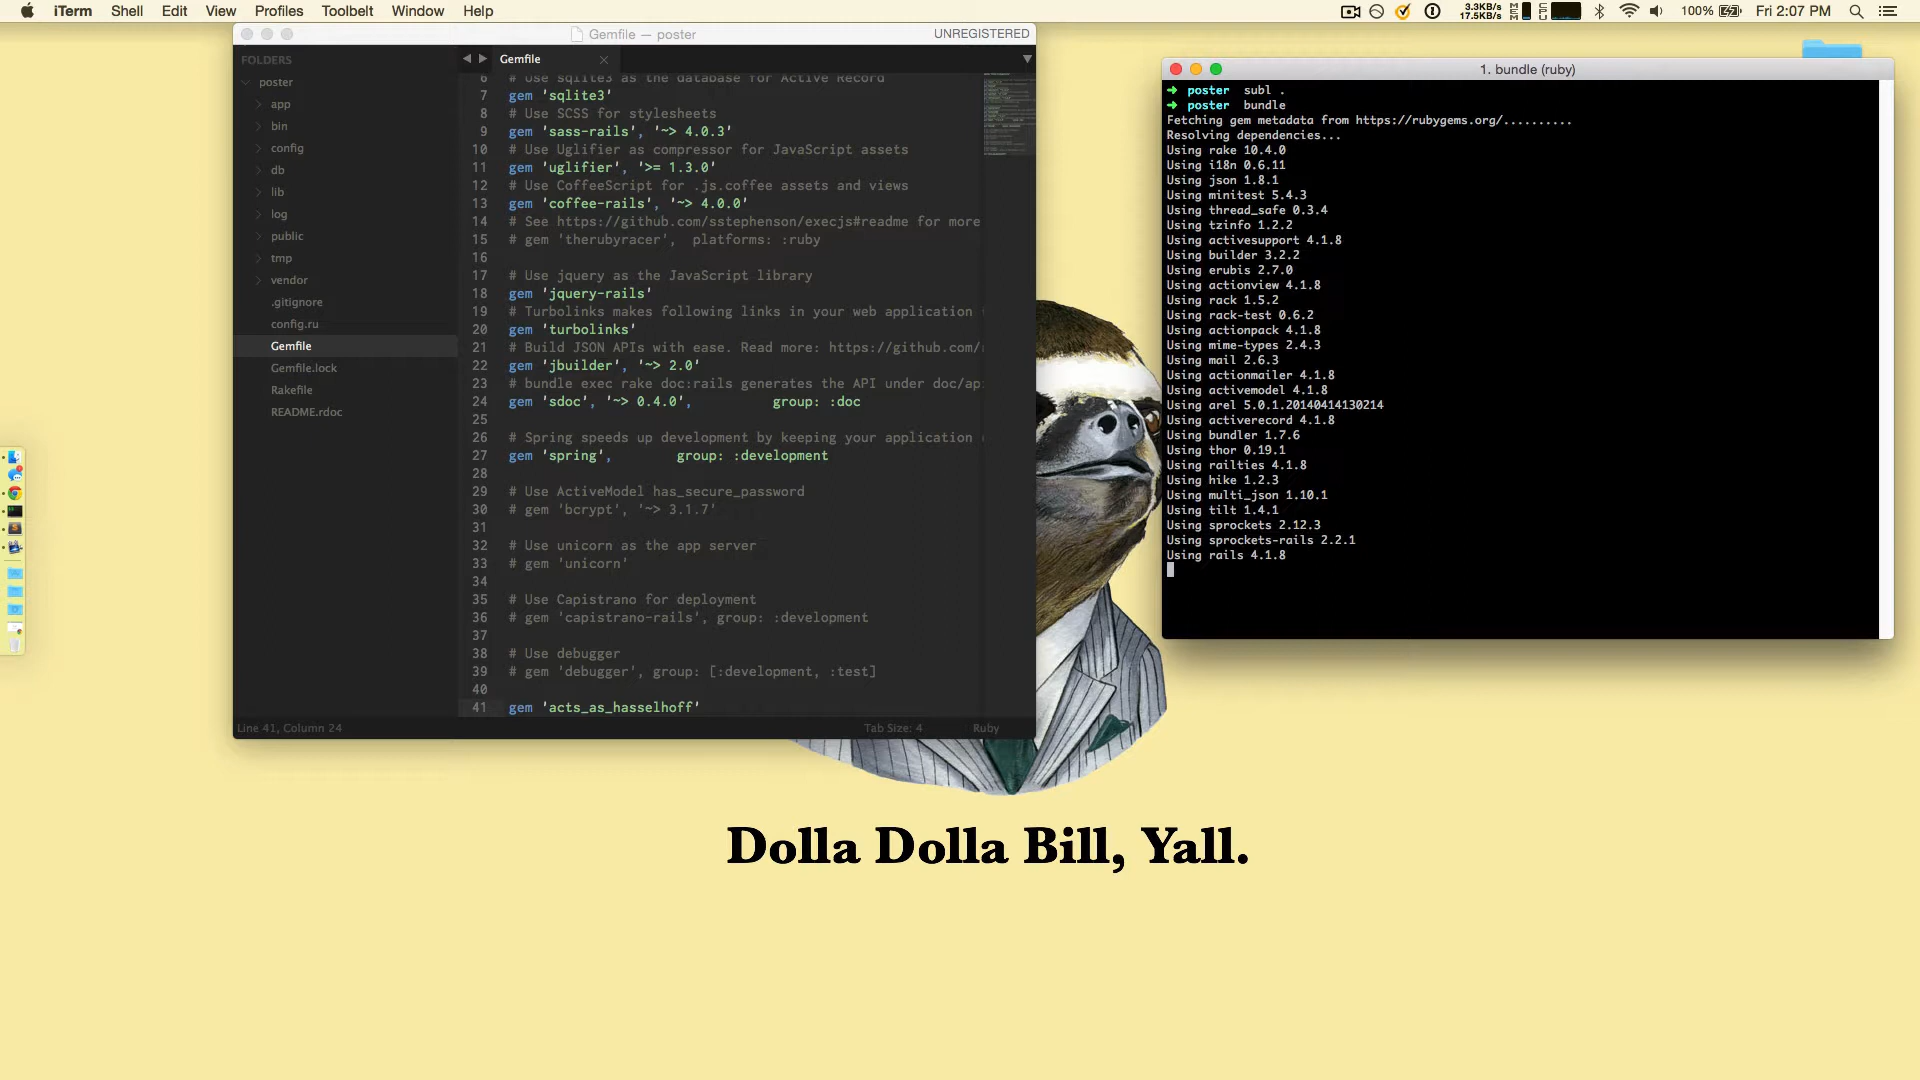 iTerm Shell Edit View Profiles Toolbelt Window Help
3.3KB/s
17.5KB/s
MEM CPU 100% Fri 2:07 PM
Gemfile — poster UNREGISTERED
FOLDERS
poster
app
bin
config
db
lib
log
public
tmp
vendor
.gitignore
config.ru
Gemfile
Gemfile.lock
Rakefile
README.rdoc
Gemfile
6 # Use sqlite3 as the database for Active Record
7 gem 'sqlite3'
8 # Use SCSS for stylesheets
9 gem 'sass-rails', '~> 4.0.3'
10 # Use Uglifier as compressor for JavaScript assets
11 gem 'uglifier', '>= 1.3.0'
12 # Use CoffeeScript for .js.coffee assets and views
13 gem 'coffee-rails', '~> 4.0.0'
14 # See https://github.com/sstephenson/execjs#readme for more
15 # gem 'therubyracer',  platforms: :ruby
16
17 # Use jquery as the JavaScript library
18 gem 'jquery-rails'
19 # Turbolinks makes following links in your web application
20 gem 'turbolinks'
21 # Build JSON APIs with ease. Read more: https://github.com/
22 gem 'jbuilder', '~> 2.0'
23 # bundle exec rake doc:rails generates the API under doc/api
24 gem 'sdoc', '~> 0.4.0',          group: :doc
25
26 # Spring speeds up development by keeping your application
27 gem 'spring',        group: :development
28
29 # Use ActiveModel has_secure_password
30 # gem 'bcrypt', '~> 3.1.7'
31
32 # Use unicorn as the app server
33 # gem 'unicorn'
34
35 # Use Capistrano for deployment
36 # gem 'capistrano-rails', group: :development
37
38 # Use debugger
39 # gem 'debugger', group: [:development, :test]
40
41 gem 'acts_as_hasselhoff'
Line 41, Column 24 Tab Size: 4 Ruby
1. bundle (ruby)
➜ poster subl .
➜ poster bundle
Fetching gem metadata from https://rubygems.org/..........
Resolving dependencies...
Using rake 10.4.0
Using i18n 0.6.11
Using json 1.8.1
Using minitest 5.4.3
Using thread_safe 0.3.4
Using tzinfo 1.2.2
Using activesupport 4.1.8
Using builder 3.2.2
Using erubis 2.7.0
Using actionview 4.1.8
Using rack 1.5.2
Using rack-test 0.6.2
Using actionpack 4.1.8
Using mime-types 2.4.3
Using mail 2.6.3
Using actionmailer 4.1.8
Using activemodel 4.1.8
Using arel 5.0.1.20140414130214
Using activerecord 4.1.8
Using bundler 1.7.6
Using thor 0.19.1
Using railties 4.1.8
Using hike 1.2.3
Using multi_json 1.10.1
Using tilt 1.4.1
Using sprockets 2.12.3
Using sprockets-rails 2.2.1
Using rails 4.1.8
Dolla Dolla Bill, Yall.